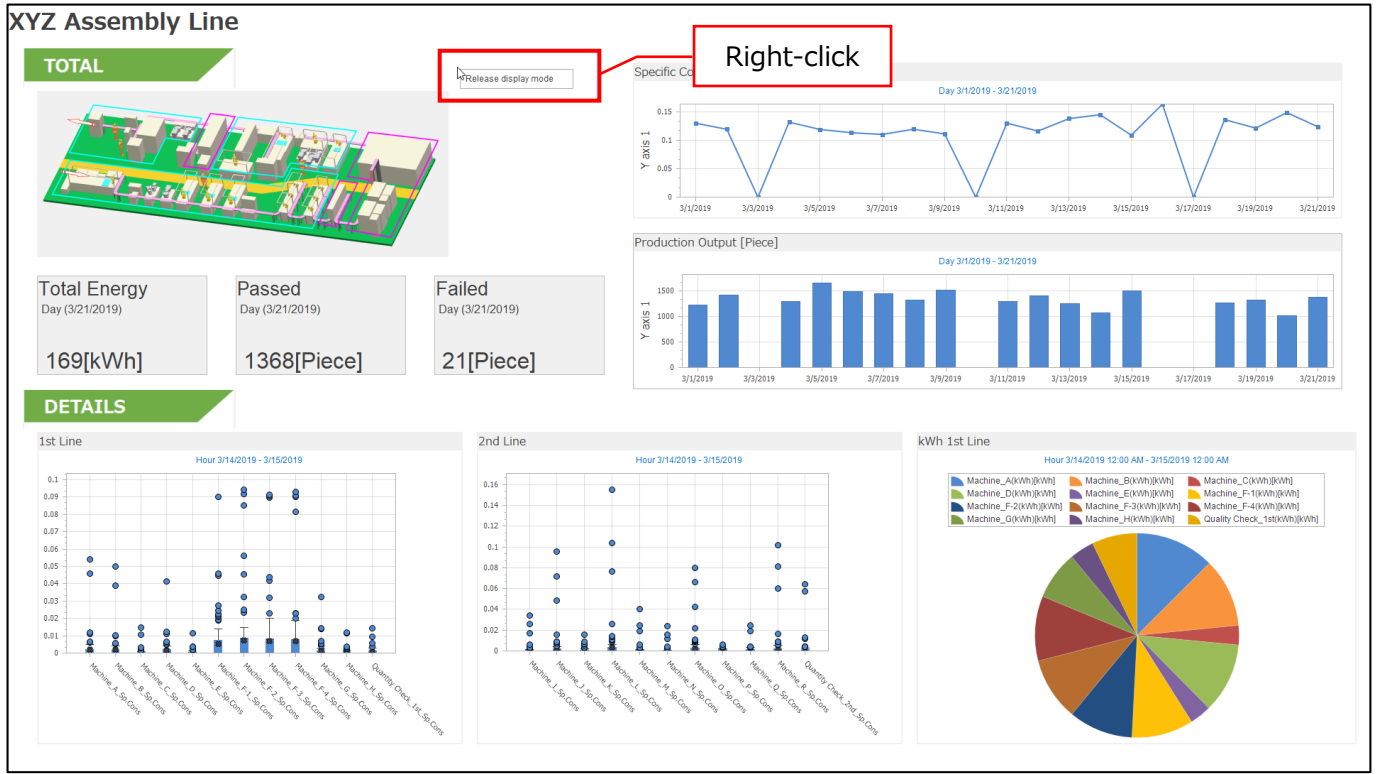 XYZ Assembly Line
TOTAL
Release display mode
Right-click
Specific Co
Day 3/1/2019 - 3/21/2019
Y axis 1
0.15
0.1
0.05
0
3/1/2019 3/3/2019 3/5/2019 3/7/2019 3/9/2019 3/11/2019 3/13/2019 3/15/2019 3/17/2019 3/19/2019 3/21/2019
Production Output [Piece]
Day 3/1/2019 - 3/21/2019
Y axis 1
1500
1000
500
0
3/1/2019 3/3/2019 3/5/2019 3/7/2019 3/9/2019 3/11/2019 3/13/2019 3/15/2019 3/17/2019 3/19/2019 3/21/2019
Total Energy
Day (3/21/2019)
169[kWh]
Passed
Day (3/21/2019)
1368[Piece]
Failed
Day (3/21/2019)
21[Piece]
DETAILS
1st Line
Hour 3/14/2019 - 3/15/2019
0.1
0.09
0.08
0.07
0.06
0.05
0.04
0.03
0.02
0.01
0
Machine_A_Sp.Cons
Machine_B_Sp.Cons
Machine_C_Sp.Cons
Machine_D_Sp.Cons
Machine_E_Sp.Cons
Machine_F-1_Sp.Cons
Machine_F-2_Sp.Cons
Machine_F-3_Sp.Cons
Machine_F-4_Sp.Cons
Machine_G_Sp.Cons
Machine_H_Sp.Cons
Quantity Check_1st_Sp.Cons
2nd Line
Hour 3/14/2019 - 3/15/2019
0.16
0.14
0.12
0.1
0.08
0.06
0.04
0.02
0
Machine_I_Sp.Cons
Machine_J_Sp.Cons
Machine_K_Sp.Cons
Machine_L_Sp.Cons
Machine_M_Sp.Cons
Machine_N_Sp.Cons
Machine_O_Sp.Cons
Machine_P_Sp.Cons
Machine_Q_Sp.Cons
Machine_R_Sp.Cons
Quantity Check_2nd_Sp.Cons
kWh 1st Line
Hour 3/14/2019 12:00 AM - 3/15/2019 12:00 AM
Machine_A(kWh)[kWh] Machine_B(kWh)[kWh] Machine_C(kWh)[kWh]
Machine_D(kWh)[kWh] Machine_E(kWh)[kWh] Machine_F-1(kWh)[kWh]
Machine_F-2(kWh)[kWh] Machine_F-3(kWh)[kWh] Machine_F-4(kWh)[kWh]
Machine_G(kWh)[kWh] Machine_H(kWh)[kWh] Quality Check_1st(kWh)[kWh]